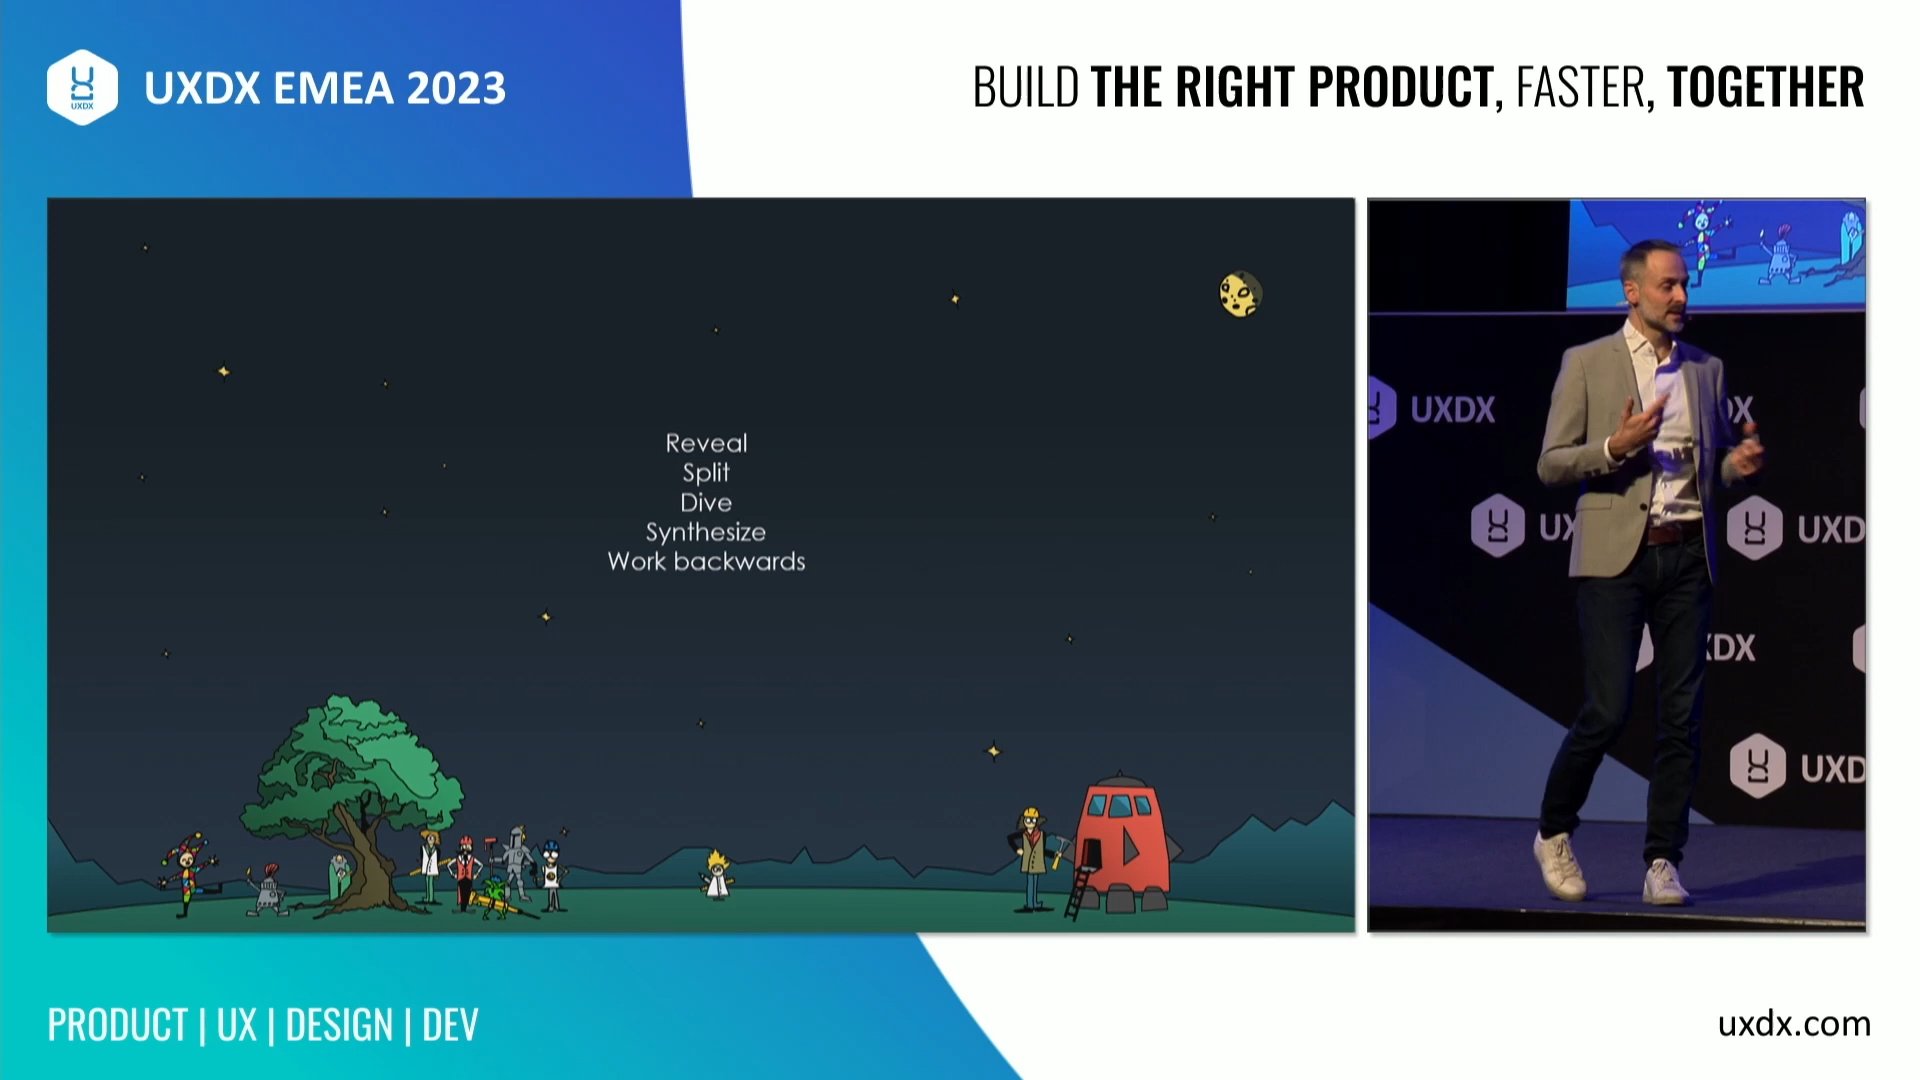 UXDX
UXDX EMEA 2023
BUILD THE RIGHT PRODUCT, FASTER, TOGETHER
Reveal
Split
Dive
Synthesize
Work backwards
UXDX
UXDX
PRODUCT | UX | DESIGN | DEV
uxdx.com